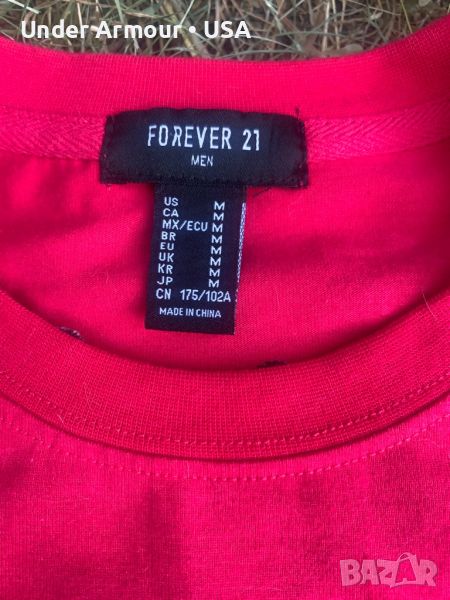 Under Armour • USA
FOREVER 21
MEN
US M
CA M
MX/ECU M
BR M
EU M
UK M
KR M
JP M
CN 175/102A
MADE IN CHINA
BAZAR